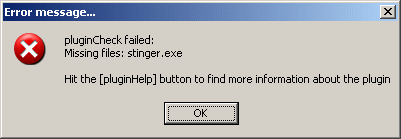 Error message...
pluginCheck failed:
Missing files: stinger.exe
Hit the [pluginHelp] button to find more information about the plugin
OK